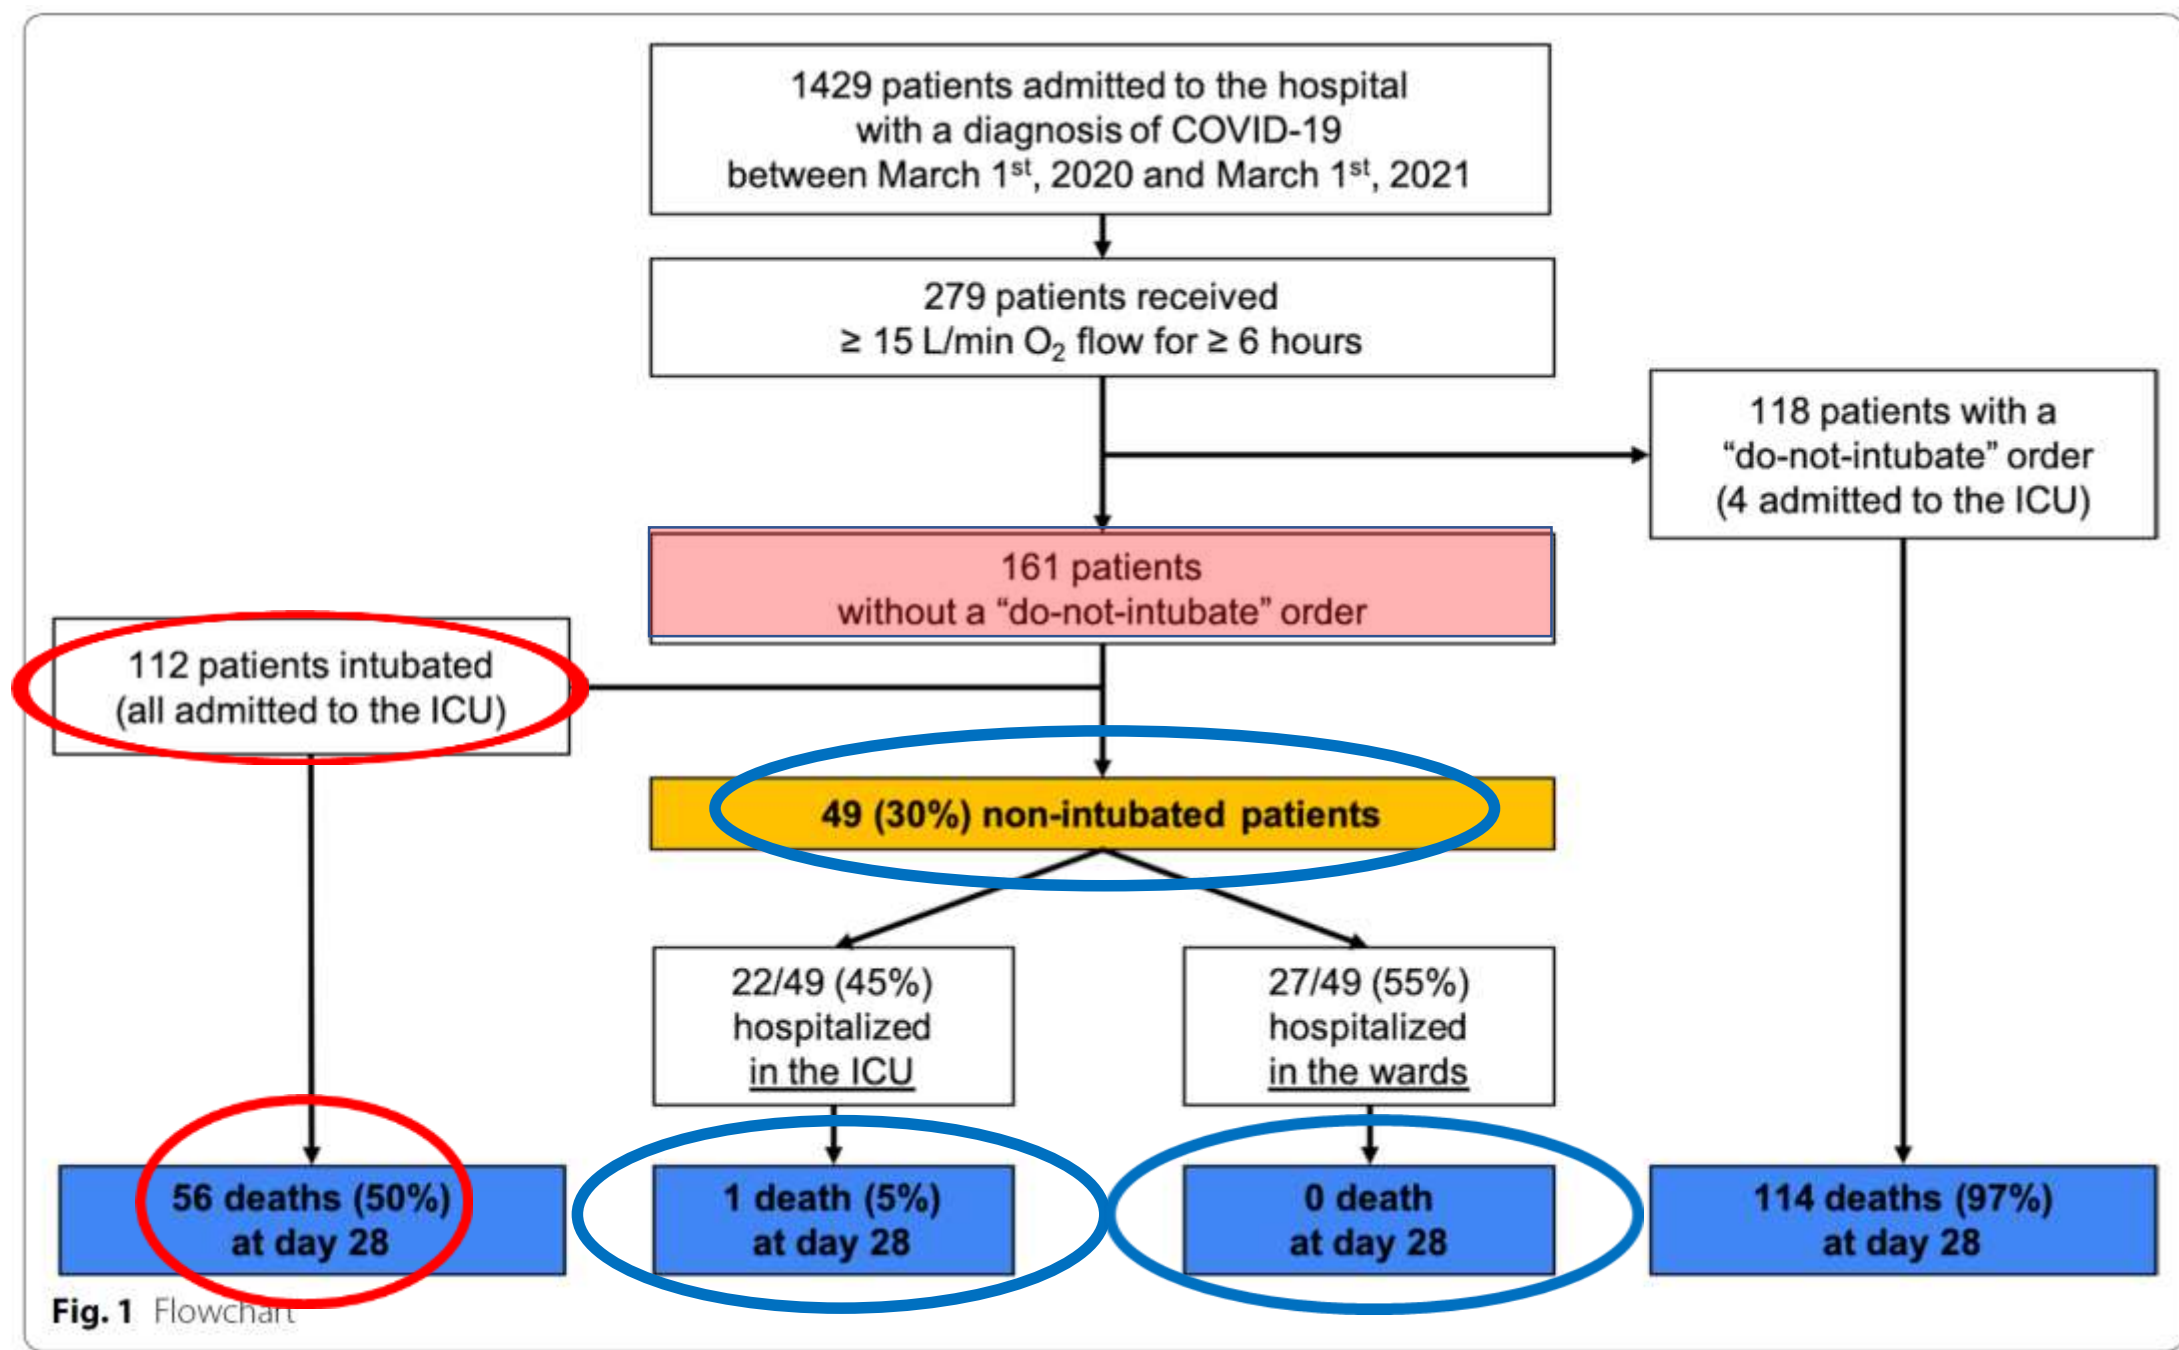 1429 patients admitted to the hospital
with a diagnosis of COVID-19
between March 1st, 2020 and March 1st, 2021
279 patients received
≥ 15 L/min O2 flow for ≥ 6 hours
118 patients with a
“do-not-intubate” order
(4 admitted to the ICU)
161 patients
without a “do-not-intubate” order
112 patients intubated
(all admitted to the ICU)
49 (30%) non-intubated patients
22/49 (45%)
hospitalized
in the ICU
27/49 (55%)
hospitalized
in the wards
56 deaths (50%)
at day 28
1 death (5%)
at day 28
0 death
at day 28
114 deaths (97%)
at day 28
Fig. 1 Flowchart